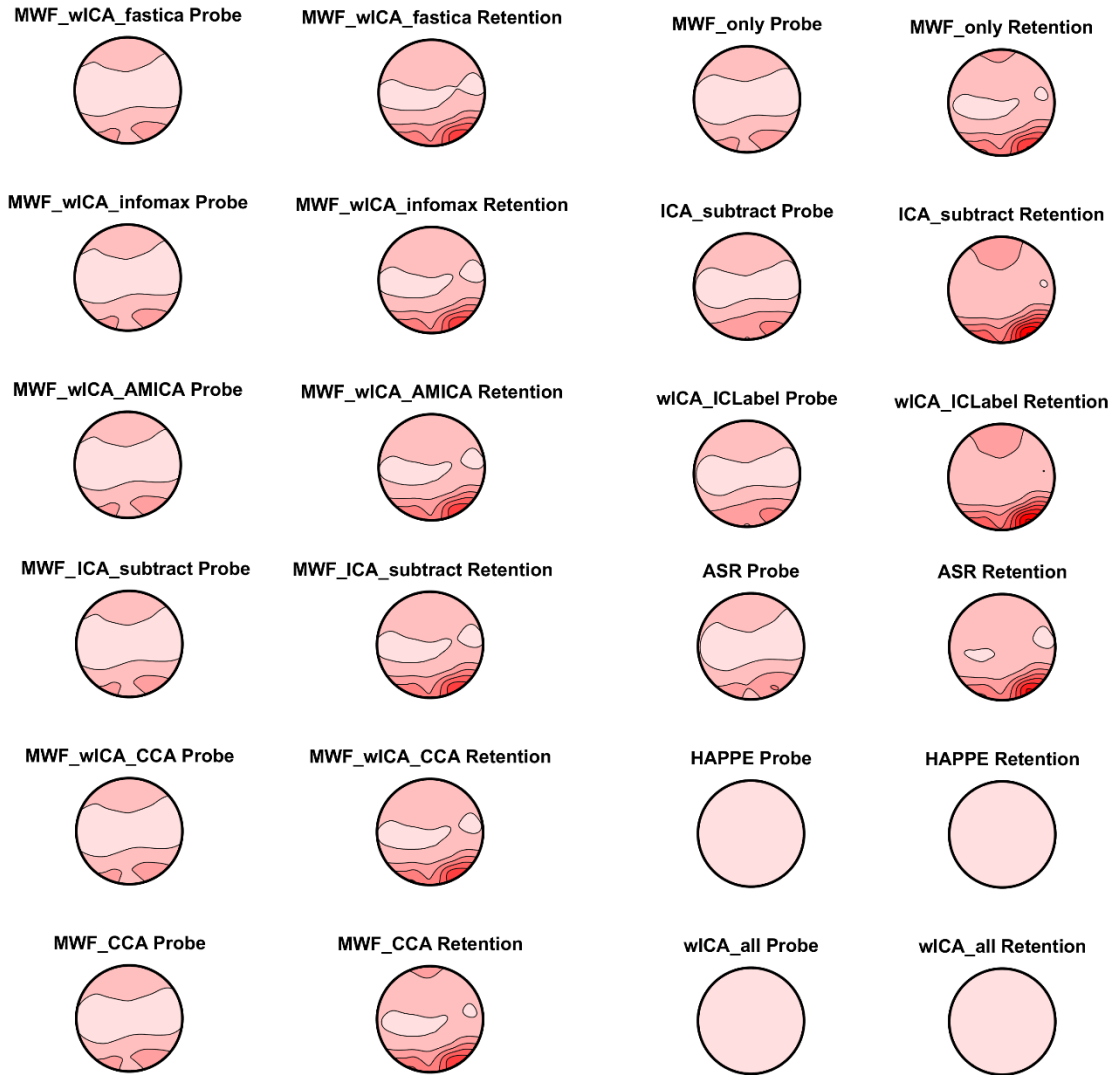 MWF_wICA_fastica Probe
MWF_wICA_fastica Retention
MWF_only Probe
MWF_only Retention
MWF_wICA_infomax Probe
MWF_wICA_infomax Retention
ICA_subtract Probe
ICA_subtract Retention
MWF_wICA_AMICA Probe
MWF_wICA_AMICA Retention
wICA_ICLabel Probe
wICA_ICLabel Retention
MWF_ICA_subtract Probe
MWF_ICA_subtract Retention
ASR Probe
ASR Retention
MWF_wICA_CCA Probe
MWF_wICA_CCA Retention
HAPPE Probe
HAPPE Retention
MWF_CCA Probe
MWF_CCA Retention
wICA_all Probe
wICA_all Retention